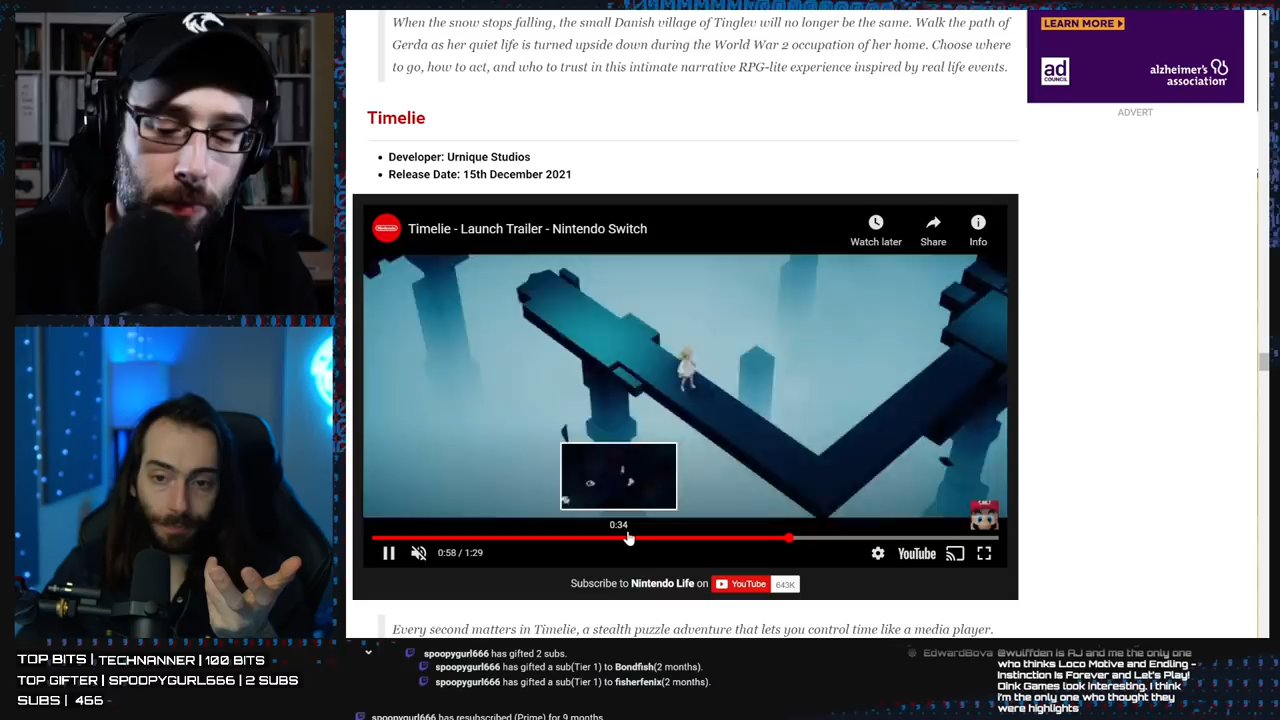 When the snow stops falling, the small Danish village of Tinglev will no longer be the same. Walk the path of
Gerda as her quiet life is turned upside down during the World War 2 occupation of her home. Choose where
to go, how to act, and who to trust in this intimate narrative RPG-lite experience inspired by real life events.
LEARN MORE
ad
COUNCIL
alzheimer's
association
ADVERT
Timelie
Developer: Urnique Studios
Release Date: 15th December 2021
Nintendo
Timelie - Launch Trailer - Nintendo Switch
Watch later
Share
Info
0:34
0:58 / 1:29
YouTube
Subscribe to Nintendo Life on YouTube 643K
Every second matters in Timelie, a stealth puzzle adventure that lets you control time like a media player.
TOP BITS | TECHNANNER | 100 BITS
TOP GIFTER | SPOOPYGURL666 | 2 SUBS
SUBS | 466
spoopygurl666 has gifted 2 subs.
spoopygurl666 has gifted a sub(Tier 1) to Bondfish(2 months).
spoopygurl666 has gifted a sub(Tier 1) to fisherfenix(2 months).
spoopygurl666 has resubscribed (Prime) for 9 months
EdwardBova @wulffden is AJ and me the only one
who thinks Loco Motive and Endling -
Instinction is Forever and Let's Play!
Oink Games look interesting. I think
I'm the only one who thought they
were highlights